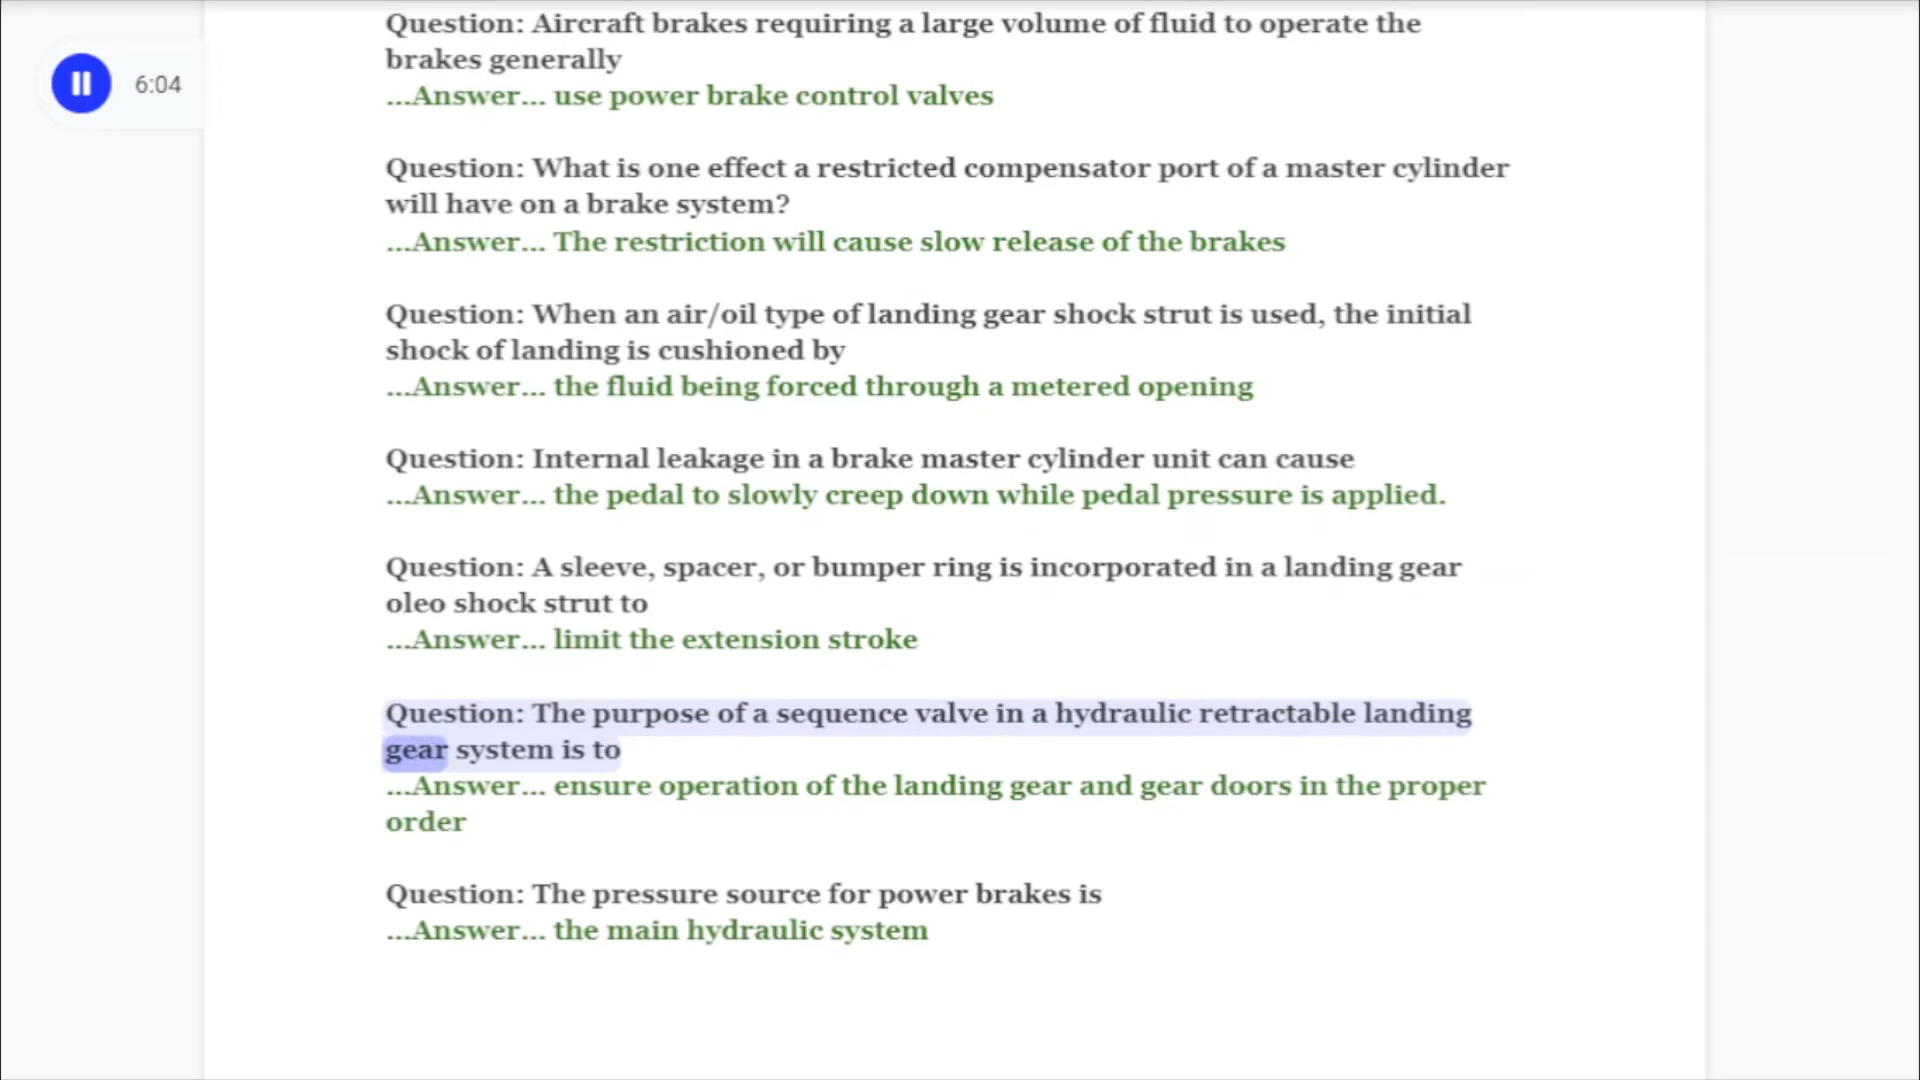 Question: Aircraft brakes requiring a large volume of fluid to operate the
brakes generally
...Answer... use power brake control valves
6:04
Question: What is one effect a restricted compensator port of a master cylinder
will have on a brake system?
...Answer... The restriction will cause slow release of the brakes
Question: When an air/oil type of landing gear shock strut is used, the initial
shock of landing is cushioned by
...Answer... the fluid being forced through a metered opening
Question: Internal leakage in a brake master cylinder unit can cause
...Answer... the pedal to slowly creep down while pedal pressure is applied.
Question: A sleeve, spacer, or bumper ring is incorporated in a landing gear
oleo shock strut to
...Answer... limit the extension stroke
Question: The purpose of a sequence valve in a hydraulic retractable landing
gear system is to
...Answer... ensure operation of the landing gear and gear doors in the proper
order
Question: The pressure source for power brakes is
...Answer... the main hydraulic system